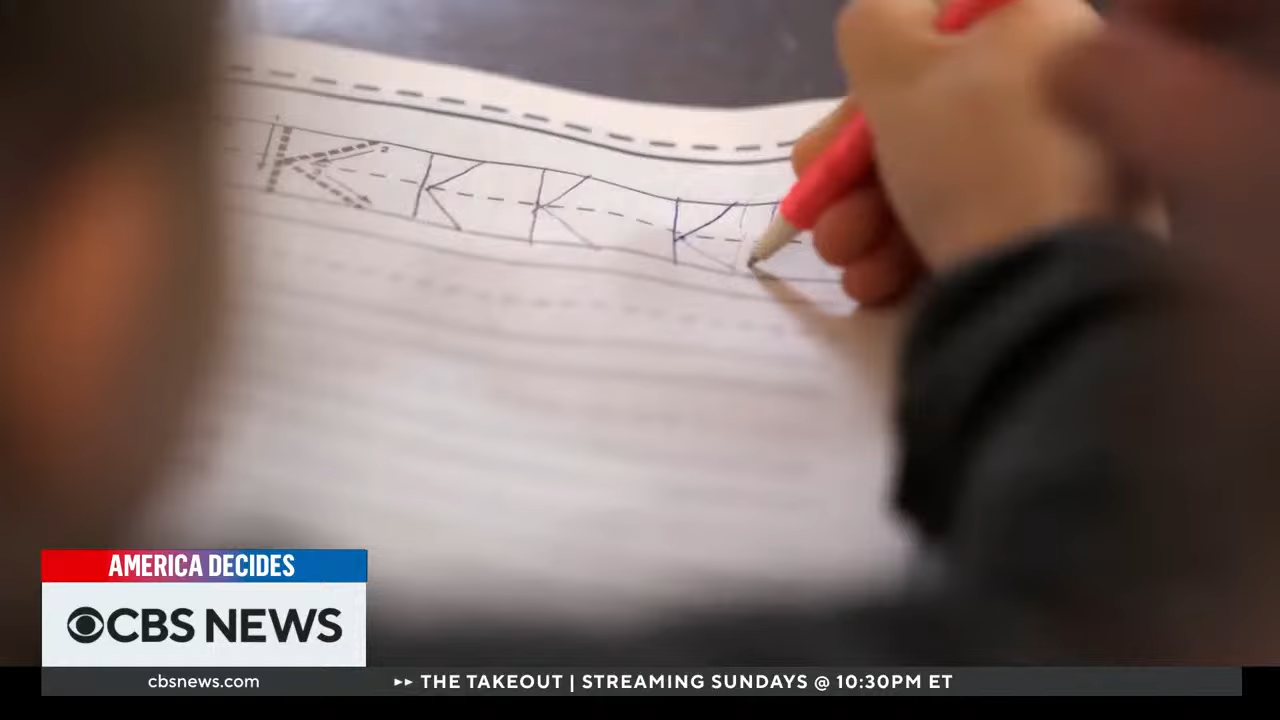 K K K K
AMERICA DECIDES
CBS NEWS
cbsnews.com
THE TAKEOUT | STREAMING SUNDAYS @ 10:30PM ET